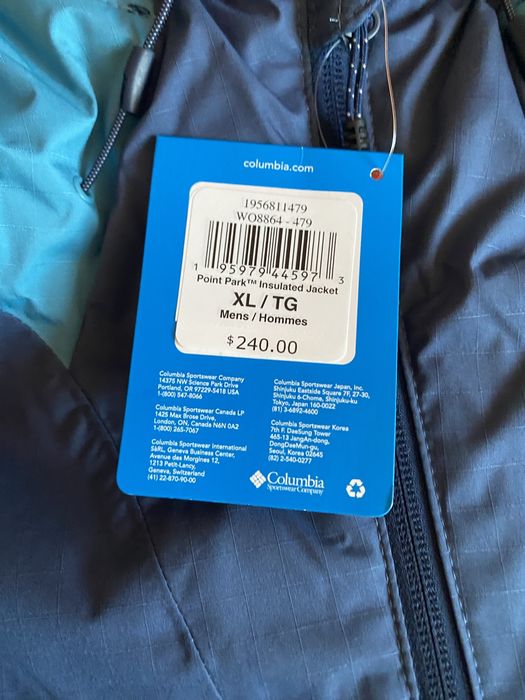 columbia.com
1956811479
WO8864 - 479
1 95979 44597 3
Point Park™ Insulated Jacket
XL / TG
Mens / Hommes
$240.00
Columbia Sportswear Company
14375 NW Science Park Drive
Portland, OR 97229-5418 USA
1-(800) 547-8066
Columbia Sportswear Canada LP
1425 Max Brose Drive,
London, ON, Canada N6N 0A2
1-(800) 265-7067
Columbia Sportswear International
SàRL, Geneva Business Center,
Avenue des Morgines 12,
1213 Petit-Lancy,
Geneva, Switzerland
(41) 22-870-90-00
Columbia Sportswear Japan, Inc.
Shinjuku Eastside Square 7F, 27-30,
Shinjuku 6-Chome, Shinjuku-ku
Tokyo, Japan 160-0022
(81) 3-6892-4600
Columbia Sportswear Korea
7th F. DaeSung Tower
465-13 JangAn-dong,
DongDaeMun-gu,
Seoul, Korea 02645
(82) 2-540-0277
Columbia
Sportswear Company